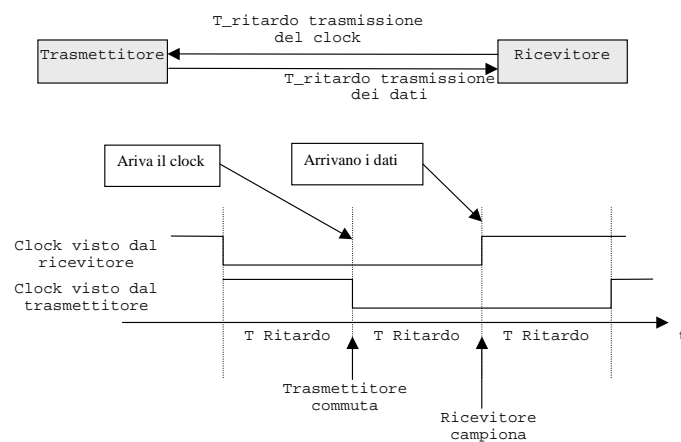 T_ritardo trasmissione
del clock
Trasmettitore
Ricevitore
T_ritardo trasmissione
dei dati
Ariva il clock
Arrivano i dati
Clock visto dal
ricevitore
Clock visto dal
trasmettitore
T Ritardo
T Ritardo
T Ritardo
t
Trasmettitore
commuta
Ricevitore
campiona